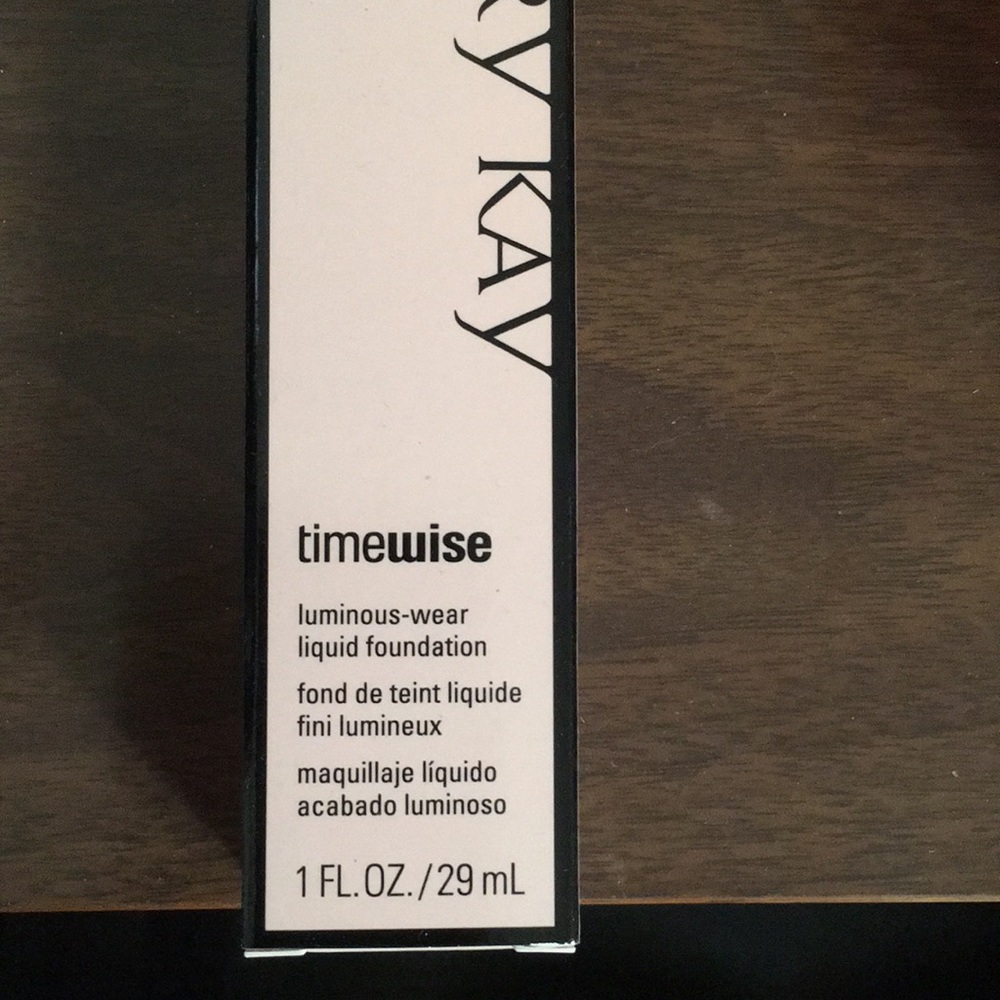 RY KAY
timewise
luminous-wear
liquid foundation
fond de teint liquide
fini lumineux
maquillaje líquido
acabado luminoso
1 FL. OZ. / 29 mL